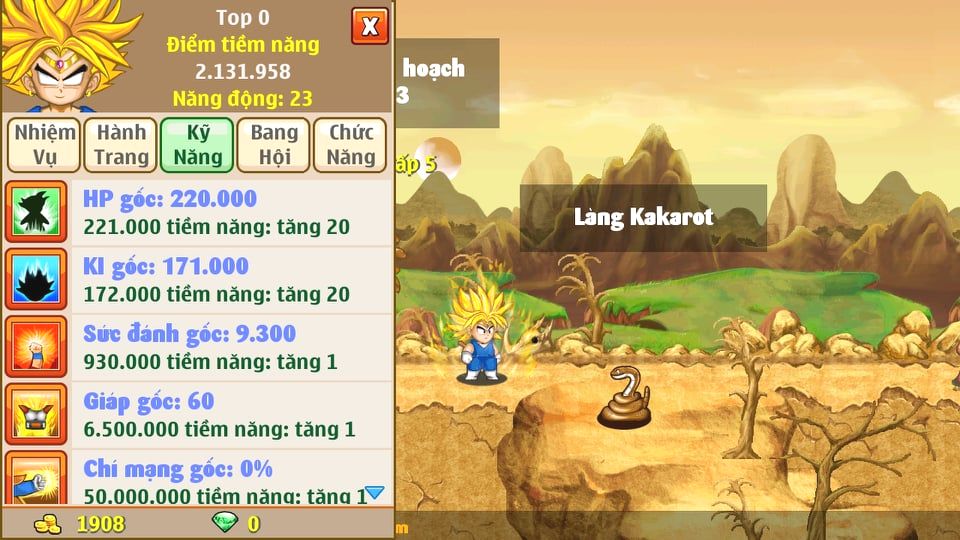 Top 0
Điểm tiềm năng
2.131.958
Năng động: 23
X
Nhiệm Vụ
Hành Trang
Kỹ Năng
Bang Hội
Chức Năng
HP gốc: 220.000
221.000 tiềm năng: tăng 20
KI gốc: 171.000
172.000 tiềm năng: tăng 20
Sức đánh gốc: 9.300
930.000 tiềm năng: tăng 1
Giáp gốc: 60
6.500.000 tiềm năng: tăng 1
Chí mạng gốc: 0%
50.000.000 tiềm năng: tăng 1
1908
0
hoạch
3
5
Làng Kakarot